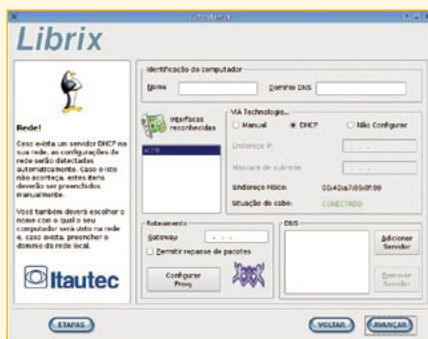 Librix
Rede!
Caso exista um servidor DHCP na
sua rede, as configurações de
rede serão detectadas
automaticamente. Caso o isto
não aconteça, estes itens
deverão ser preenchidos
manualmente.
Você também deverá escolher o
nome com o qual o seu
computador será visto na rede
e, caso exista, preencher o
domínio da rede local.
Itautec
Identificação do computador
Nome
Domínio DNS
Interfaces
reconhecidas
VIA Technologie...
Manual
DHCP
Não Configurar
Endereço IP:
Máscara de subrede:
Endereço Físico:
Situação do cabo:
CONECTADO
Roteamento
Gateway:
Permitir repasse de pacotes
Configurar
Proxy
DNS
Adicionar
Servidor
Remover
Servidor
ETAPAS
VOLTAR
AVANÇAR